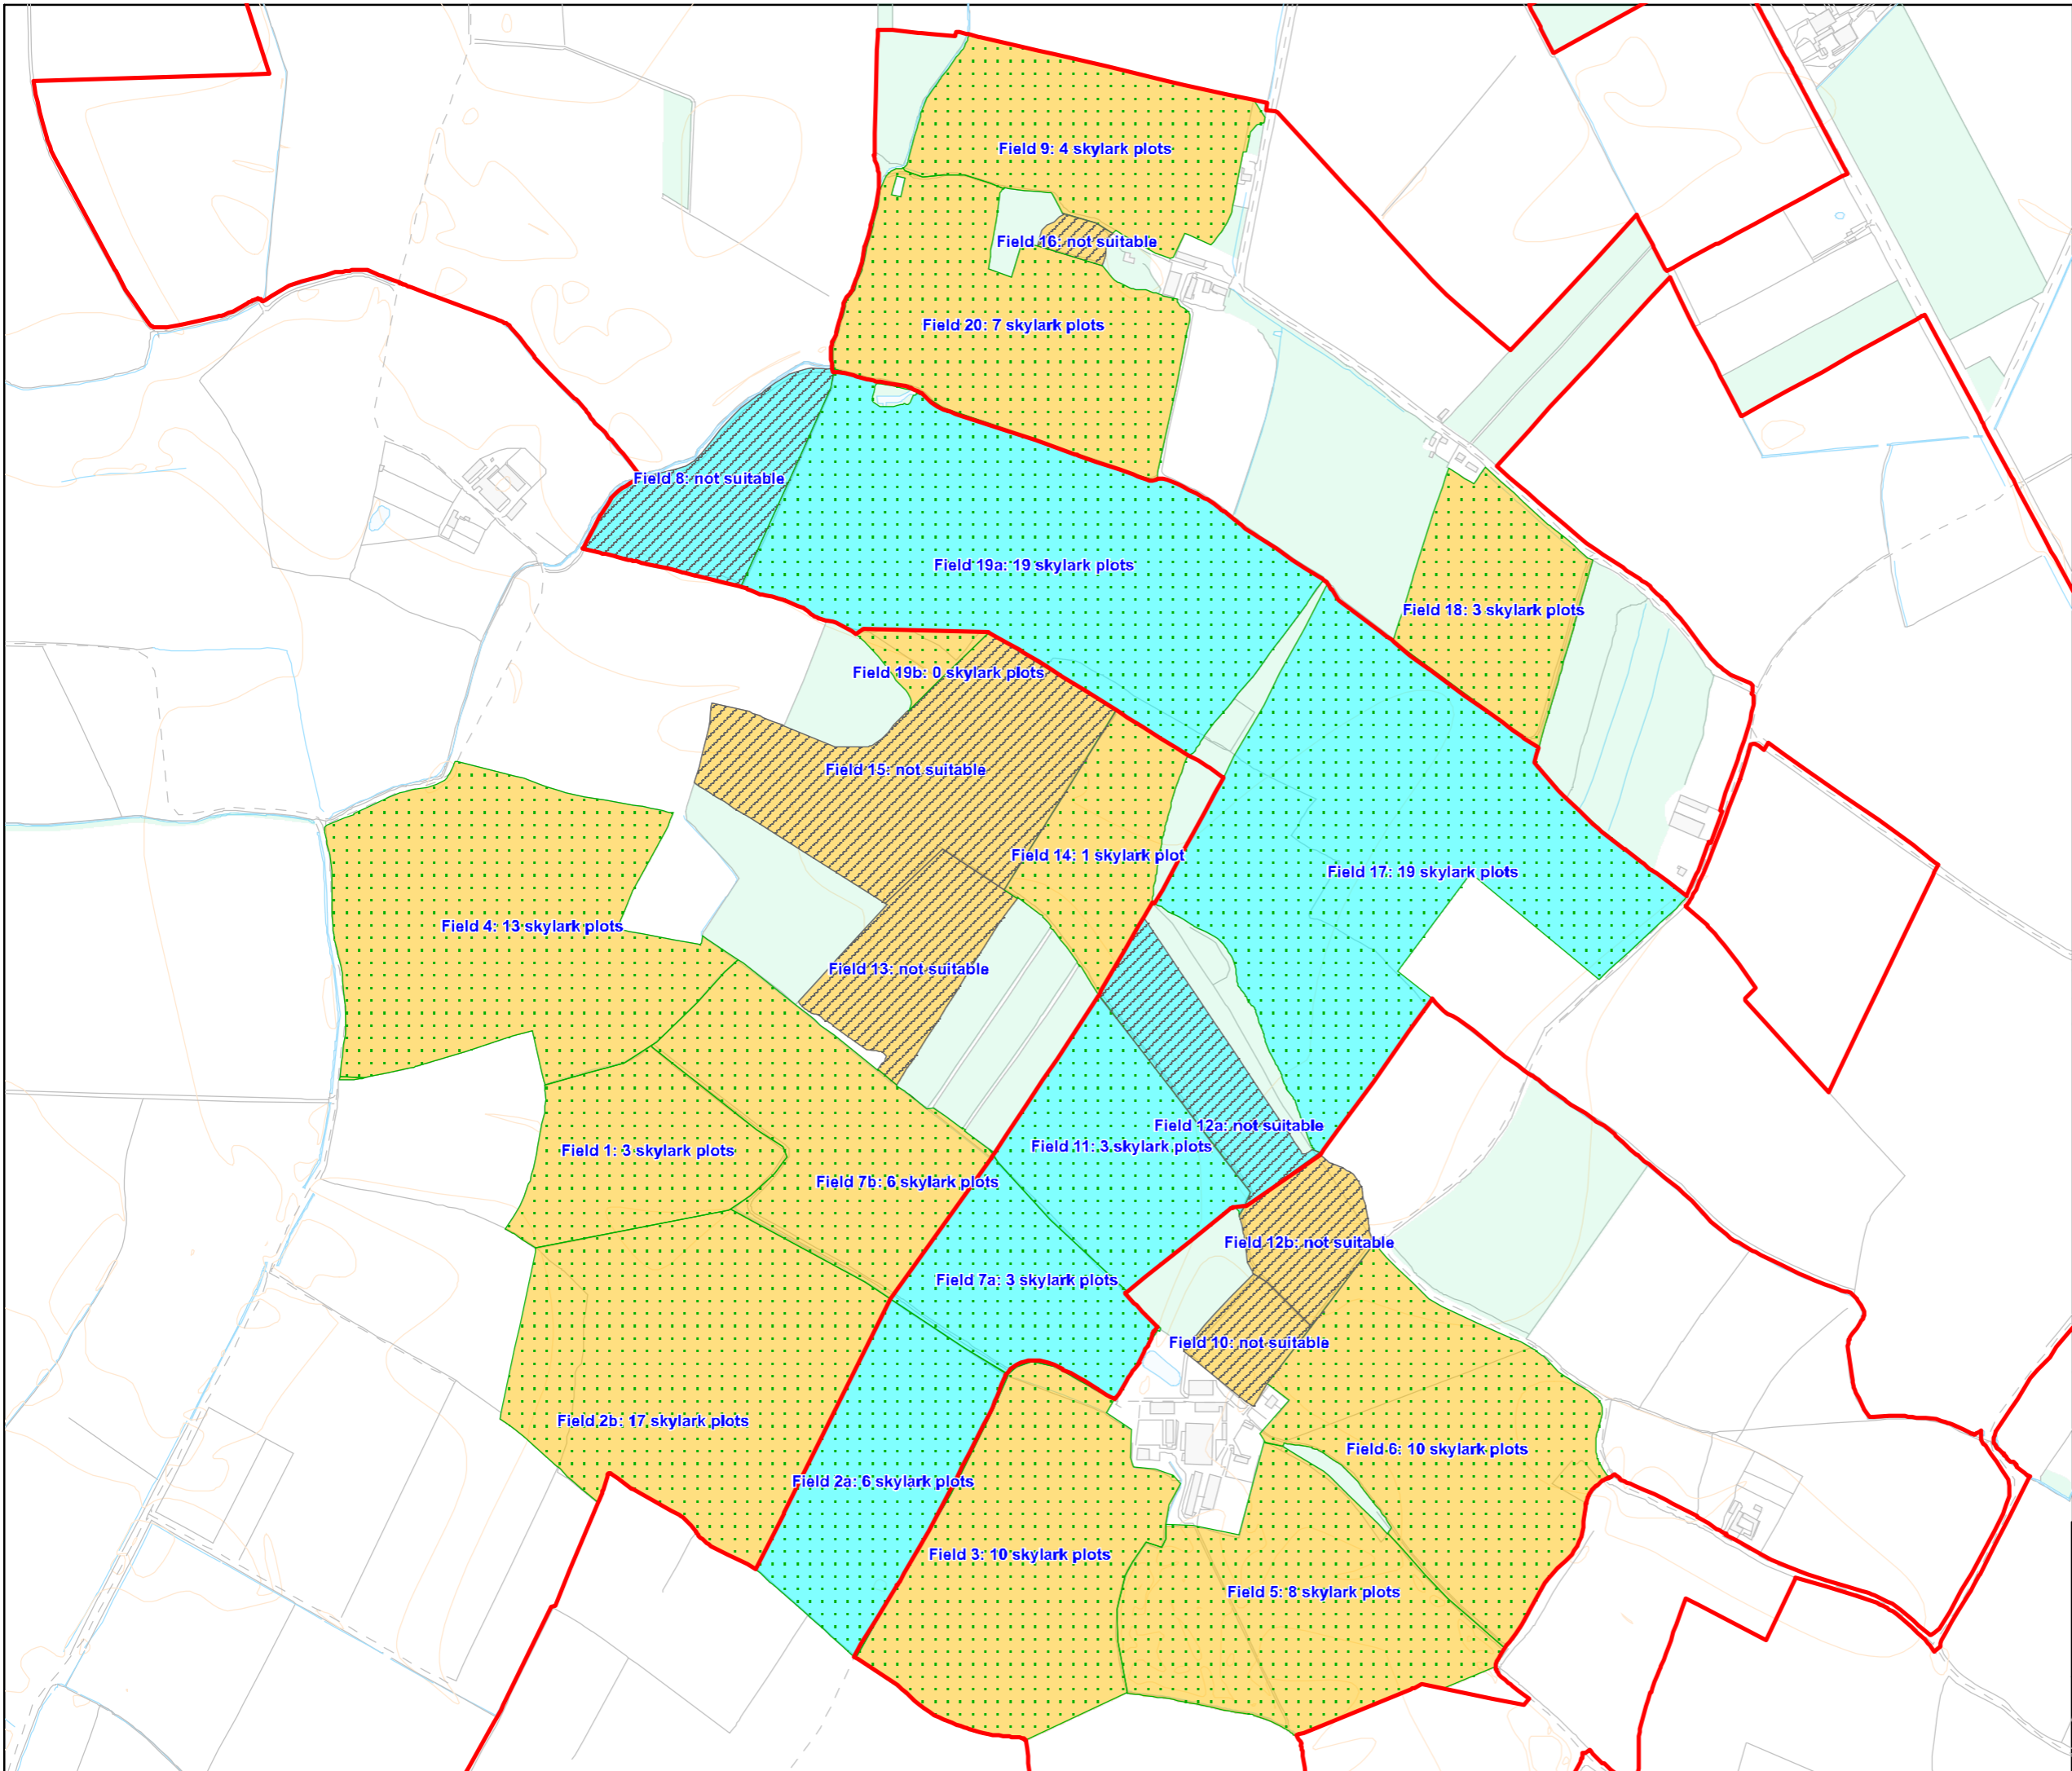 Field 9: 4 skylark plots
Field 16: not suitable
Field 20: 7 skylark plots
Field 8: not suitable
Field 19a: 19 skylark plots
Field 18: 3 skylark plots
Field 19b: 0 skylark plots
Field 15: not suitable
Field 14: 1 skylark plot
Field 17: 19 skylark plots
Field 4: 13 skylark plots
Field 13: not suitable
Field 12a: not suitable
Field 11: 3 skylark plots
Field 1: 3 skylark plots
Field 7b: 6 skylark plots
Field 12b: not suitable
Field 7a: 3 skylark plots
Field 10: not suitable
Field 2b: 17 skylark plots
Field 6: 10 skylark plots
Field 2a: 6 skylark plots
Field 3: 10 skylark plots
Field 5: 8 skylark plots